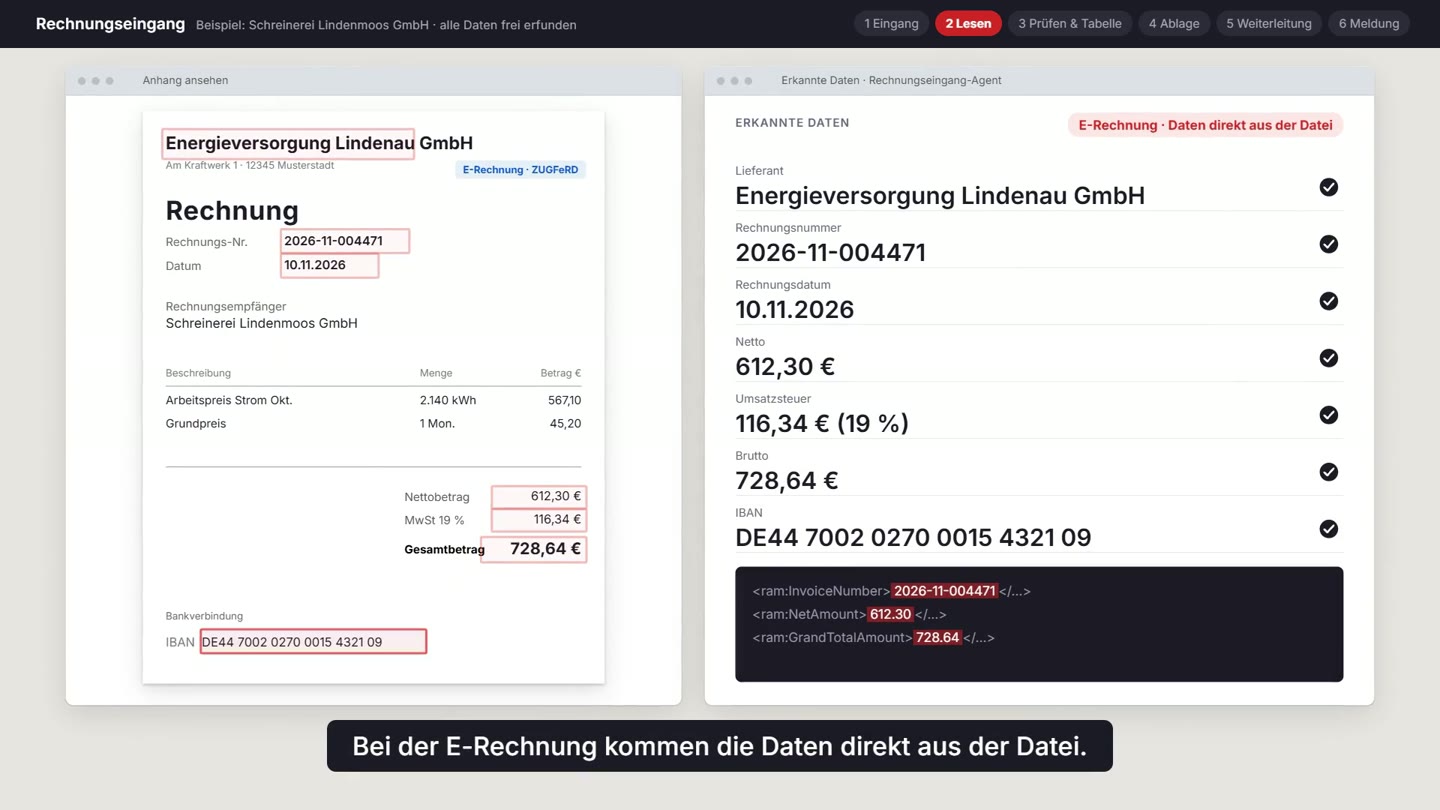 Rechnungseingang Beispiel: Schreinerei Lindenmoos GmbH · alle Daten frei erfunden
1 Eingang 2 Lesen 3 Prüfen & Tabelle 4 Ablage 5 Weiterleitung 6 Meldung
Anhang ansehen
Energieversorgung Lindenau GmbH
Am Kraftwerk 1 · 12345 Musterstadt
E-Rechnung · ZUGFeRD
Rechnung
Rechnungs-Nr. 2026-11-004471
Datum 10.11.2026
Rechnungsempfänger
Schreinerei Lindenmoos GmbH
Beschreibung Menge Betrag €
Arbeitspreis Strom Okt. 2.140 kWh 567,10
Grundpreis 1 Mon. 45,20
Nettobetrag 612,30 €
MwSt 19 % 116,34 €
Gesamtbetrag 728,64 €
Bankverbindung
IBAN DE44 7002 0270 0015 4321 09
Erkannte Daten · Rechnungseingang-Agent
ERKANNTE DATEN
E-Rechnung · Daten direkt aus der Datei
Lieferant
Energieversorgung Lindenau GmbH
Rechnungsnummer
2026-11-004471
Rechnungsdatum
10.11.2026
Netto
612,30 €
Umsatzsteuer
116,34 € (19 %)
Brutto
728,64 €
IBAN
DE44 7002 0270 0015 4321 09
<ram:InvoiceNumber> 2026-11-004471 </...>
<ram:NetAmount> 612.30 </...>
<ram:GrandTotalAmount> 728.64 </...>
Bei der E-Rechnung kommen die Daten direkt aus der Datei.